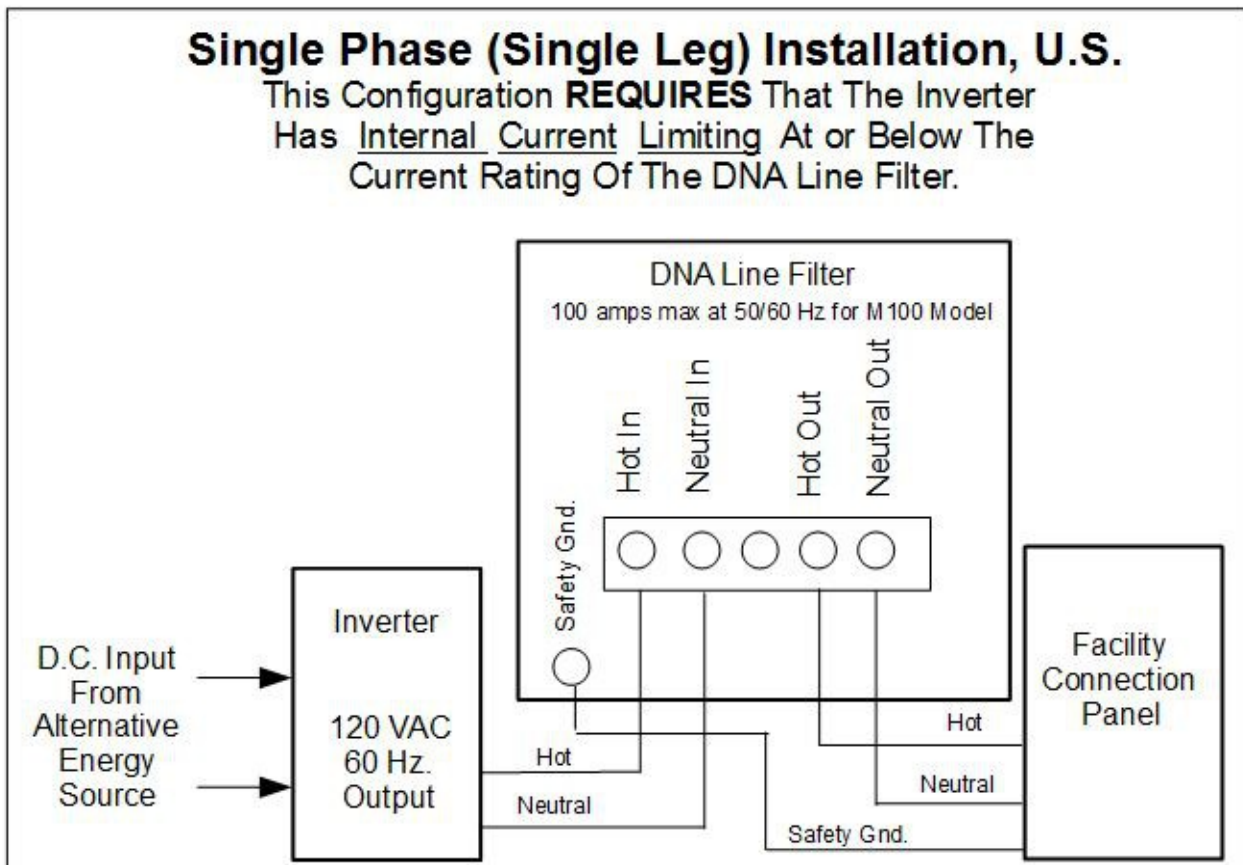 Single Phase (Single Leg) Installation, U.S.
This Configuration REQUIRES That The Inverter
Has Internal Current Limiting At or Below The
Current Rating Of The DNA Line Filter.
DNA Line Filter
100 amps max at 50/60 Hz for M100 Model
Hot In
Neutral In
Hot Out
Neutral Out
Safety Gnd.
D.C. Input
From
Alternative
Energy
Source
Inverter
120 VAC
60 Hz.
Output
Hot
Neutral
Facility
Connection
Panel
Hot
Neutral
Safety Gnd.